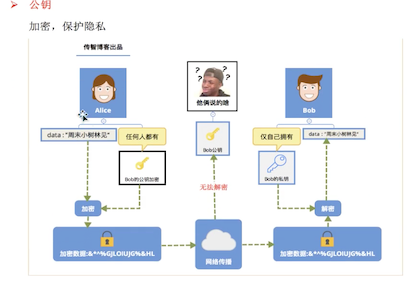 ➢ 公钥
加密，保护隐私
传智博客出品
? ? ? ?
他俩说的啥
Alice
Bob
data : "周末小树林见"
任何人都有
Bob公钥
仅自己拥有
data : "周末小树林见"
Bob的公钥加密
Bob的私钥
无法解密
加密
解密
加密数据:&*^%GJLOIUJG%&HL
网络传播
加密数据:&*^%GJLOIUJG%&HL